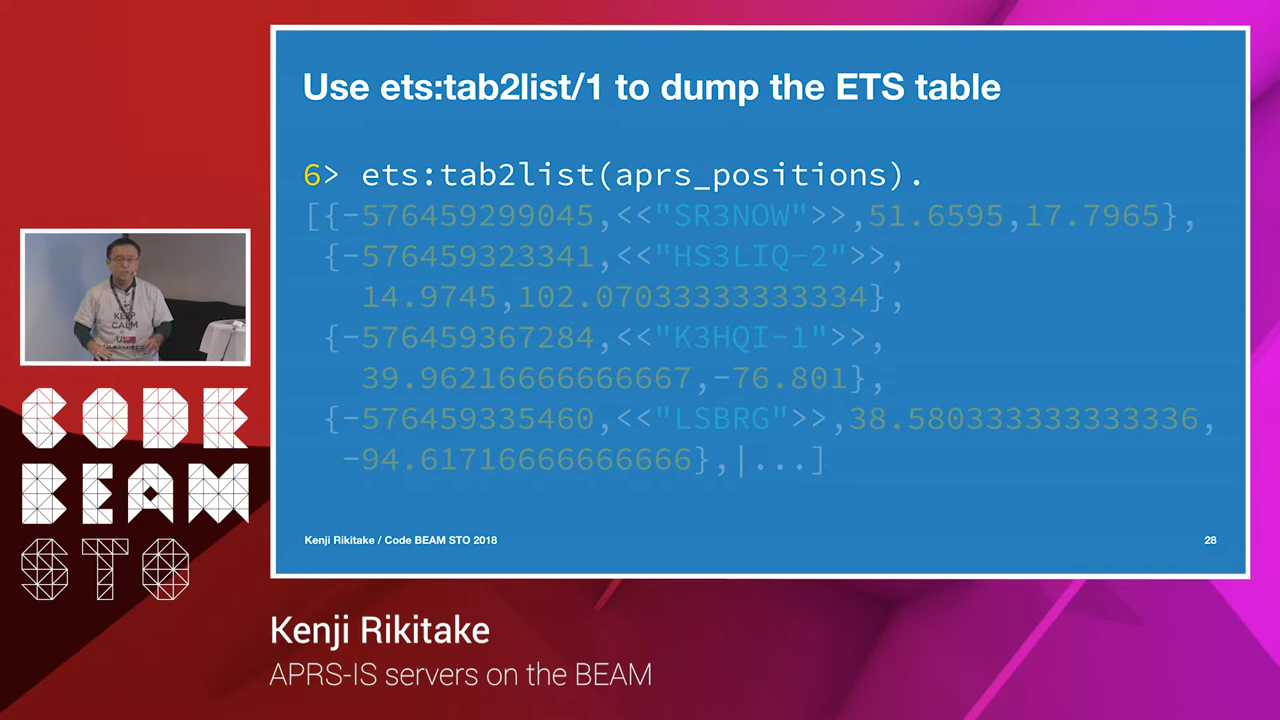 Use ets:tab2list/1 to dump the ETS table
6> ets:tab2list(aprs_positions).
[{-576459299045,<<"SR3NOW">>,51.6595,17.7965},
{-576459323341,<<"HS3LIQ-2">>,
14.9745,102.07033333333334},
{-576459367284,<<"K3HQI-1">>,
39.96216666666667,-76.801},
{-576459335460,<<"LSBRG">>,38.580333333333336,
-94.61716666666666},|...]
Kenji Rikitake / Code BEAM STO 2018
28
KEEP
CALM
CODE
BEAM
STO
Kenji Rikitake
APRS-IS servers on the BEAM